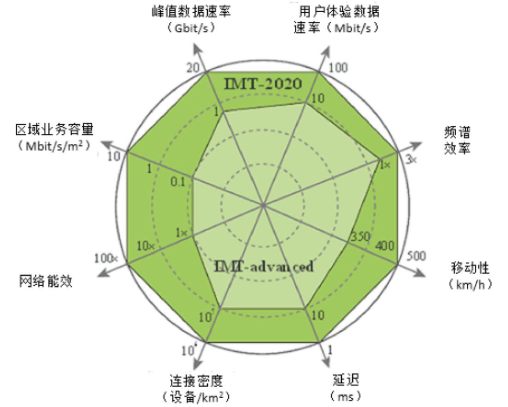 峰值数据速率
(Gbit/s)
用户体验数据
速率(Mbit/s)
20
100
IMT-2020
1
10
区域业务容量
(Mbit/s/m²)
频谱
效率
10
1
0.1
1×
3×
1×
350
400
500
10×
100×
网络能效
IMT-advanced
移动性
(km/h)
10
10⁶
10
1
连接密度
(设备/km²)
延迟
(ms)